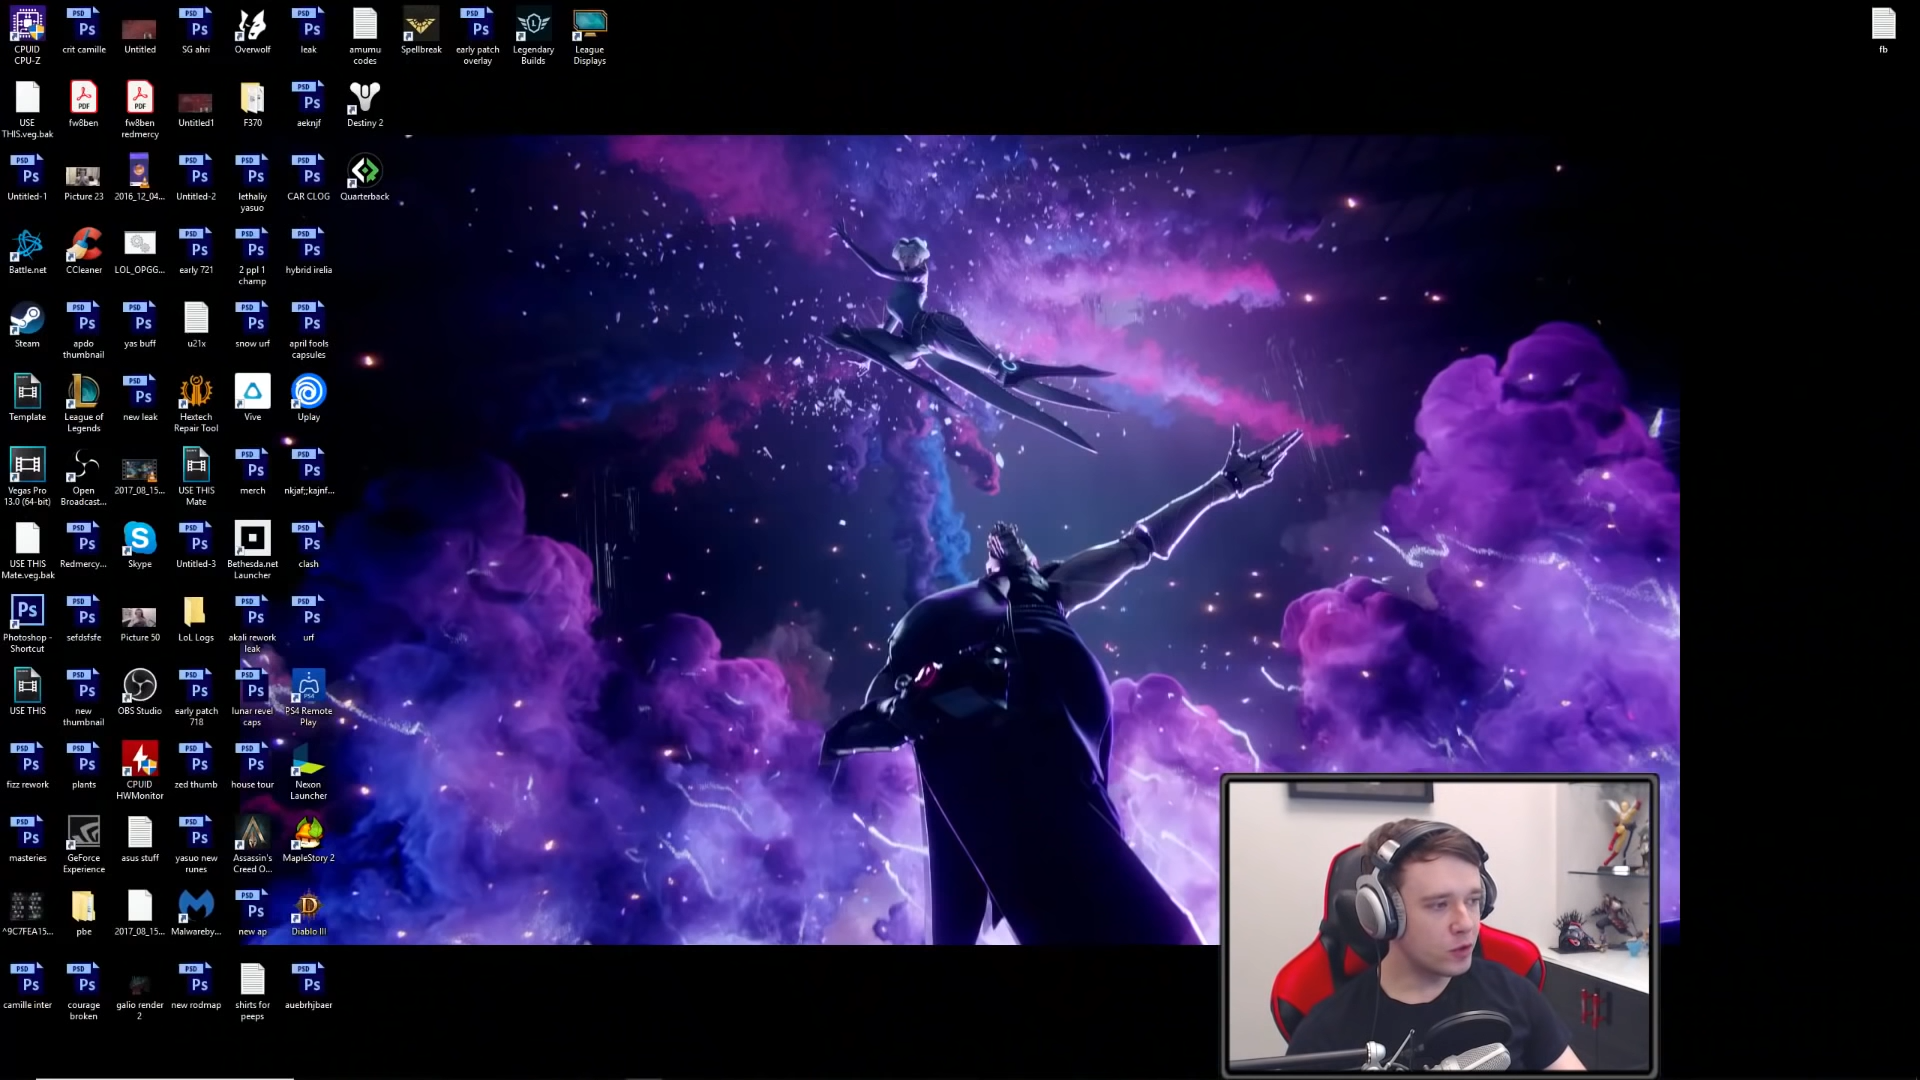 CPUID
CPU-Z
crit camille
Untitled
SG ahri
Overwolf
leak
amumu
codes
Spellbreak
early patch
overlay
Legendary
Builds
League
Displays
fb
USE
THIS.veg.bak
fw8ben
fw8ben
redmercy
Untitled1
F370
aeknjf
Destiny 2
Untitled-1
Picture 23
2016_12_04...
Untitled-2
lethaliy
yasuo
CAR CLOG
Quarterback
Battle.net
CCleaner
LOL_OPGG...
early 721
2 ppl 1
champ
hybrid irelia
Steam
apdo
thumbnail
yas buff
u21x
snow urf
april fools
capsules
Template
League of
Legends
new leak
Hextech
Repair Tool
Vive
Uplay
Vegas Pro
13.0 (64-bit)
Open
Broadcast...
2017_08_15...
USE THIS
Mate
merch
nkjaf;;kajnf...
USE THIS
Mate.veg.bak
Redmercy...
Skype
Untitled-3
Bethesda.net
Launcher
clash
Photoshop -
Shortcut
sefdsfsfe
Picture 50
LoL Logs
akali rework
leak
urf
USE THIS
new
thumbnail
OBS Studio
early patch
718
lunar revel
caps
PS4 Remote
Play
fizz rework
plants
CPUID
HWMonitor
zed thumb
house tour
Nexon
Launcher
masteries
GeForce
Experience
asus stuff
yasuo new
runes
Assassin's
Creed O...
MapleStory 2
^9C7FEA15...
pbe
2017_08_15...
Malwareby...
new ap
Diablo III
camille inter
courage
broken
galio render
2
new rodmap
shirts for
peeps
auebrhjbaer